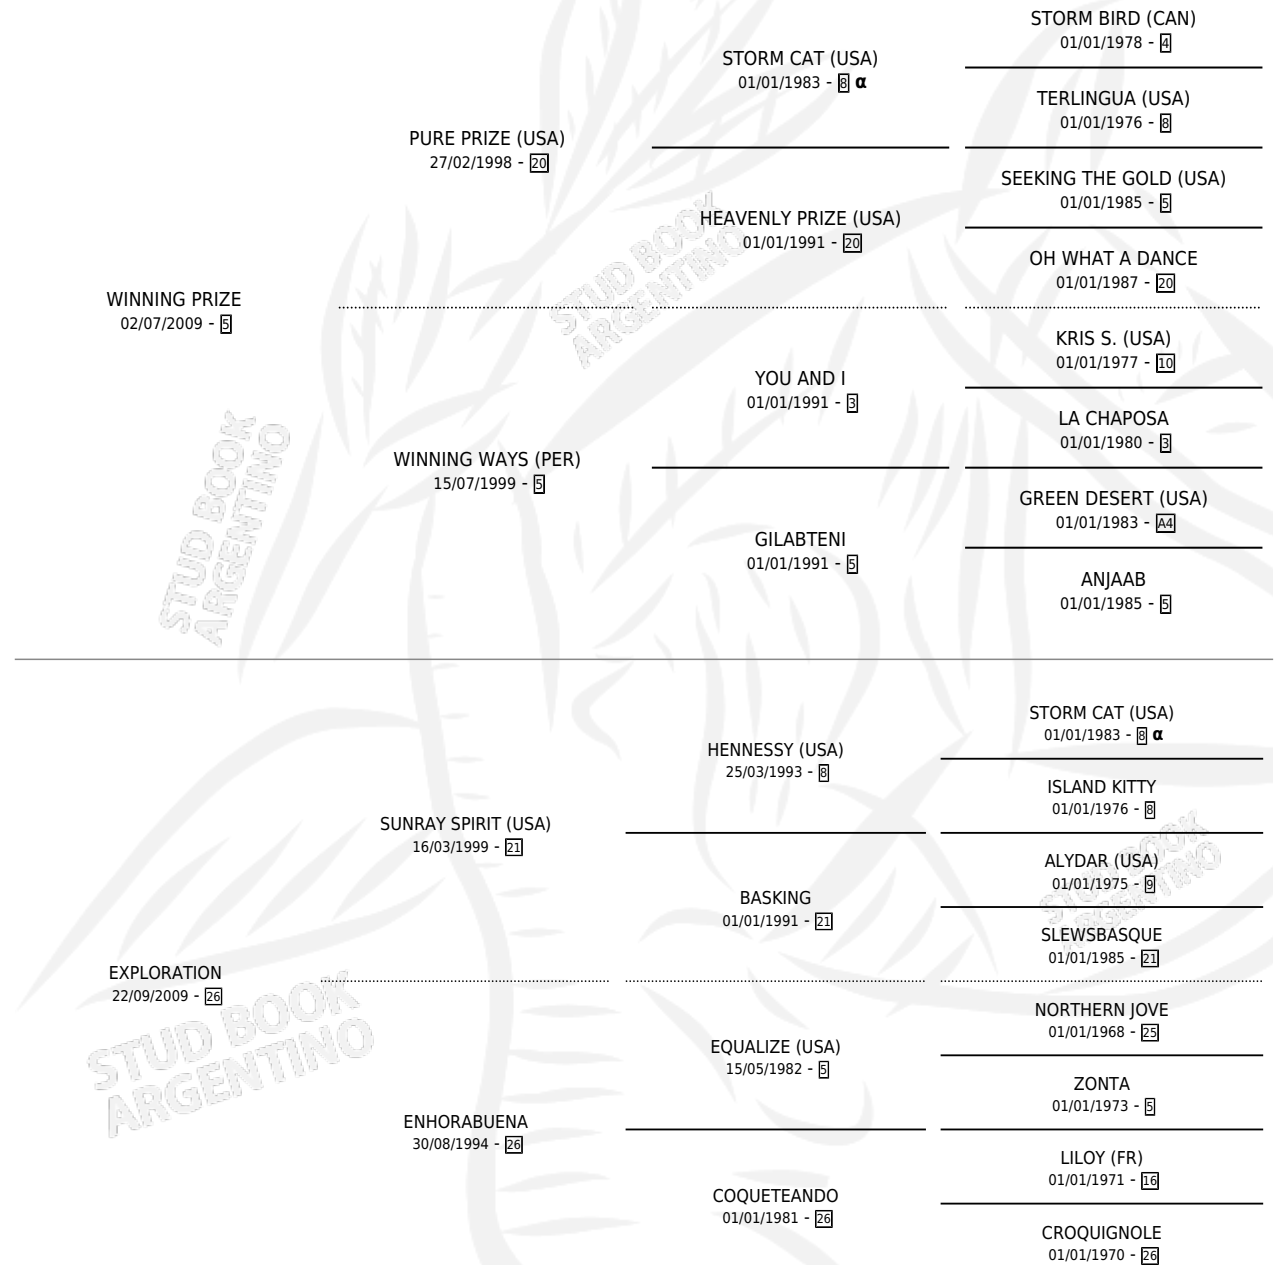 STORM BIRD (CAN)
01/01/1978 - 4
STORM CAT (USA)
01/01/1983 - 8 α
TERLINGUA (USA)
01/01/1976 - 8
PURE PRIZE (USA)
27/02/1998 - 20
SEEKING THE GOLD (USA)
01/01/1985 - 5
HEAVENLY PRIZE (USA)
01/01/1991 - 20
OH WHAT A DANCE
01/01/1987 - 20
WINNING PRIZE
02/07/2009 - 5
KRIS S. (USA)
01/01/1977 - 10
YOU AND I
01/01/1991 - 3
LA CHAPOSA
01/01/1980 - 3
WINNING WAYS (PER)
15/07/1999 - 5
GREEN DESERT (USA)
01/01/1983 - A4
GILABTENI
01/01/1991 - 5
ANJAAB
01/01/1985 - 5
STUD BOOK
ARGENTINO
STUD BOOK
ARGENTINO
STORM CAT (USA)
01/01/1983 - 8 α
HENNESSY (USA)
25/03/1993 - 8
ISLAND KITTY
01/01/1976 - 8
SUNRAY SPIRIT (USA)
16/03/1999 - 21
ALYDAR (USA)
01/01/1975 - 9
BASKING
01/01/1991 - 21
SLEWSBASQUE
01/01/1985 - 21
EXPLORATION
22/09/2009 - 26
NORTHERN JOVE
01/01/1968 - 25
EQUALIZE (USA)
15/05/1982 - 5
ZONTA
01/01/1973 - 5
ENHORABUENA
30/08/1994 - 26
LILOY (FR)
01/01/1971 - 16
COQUETEANDO
01/01/1981 - 26
CROQUIGNOLE
01/01/1970 - 26
STUD BOOK
ARGENTINO
STUD BOOK
ARGENTINO